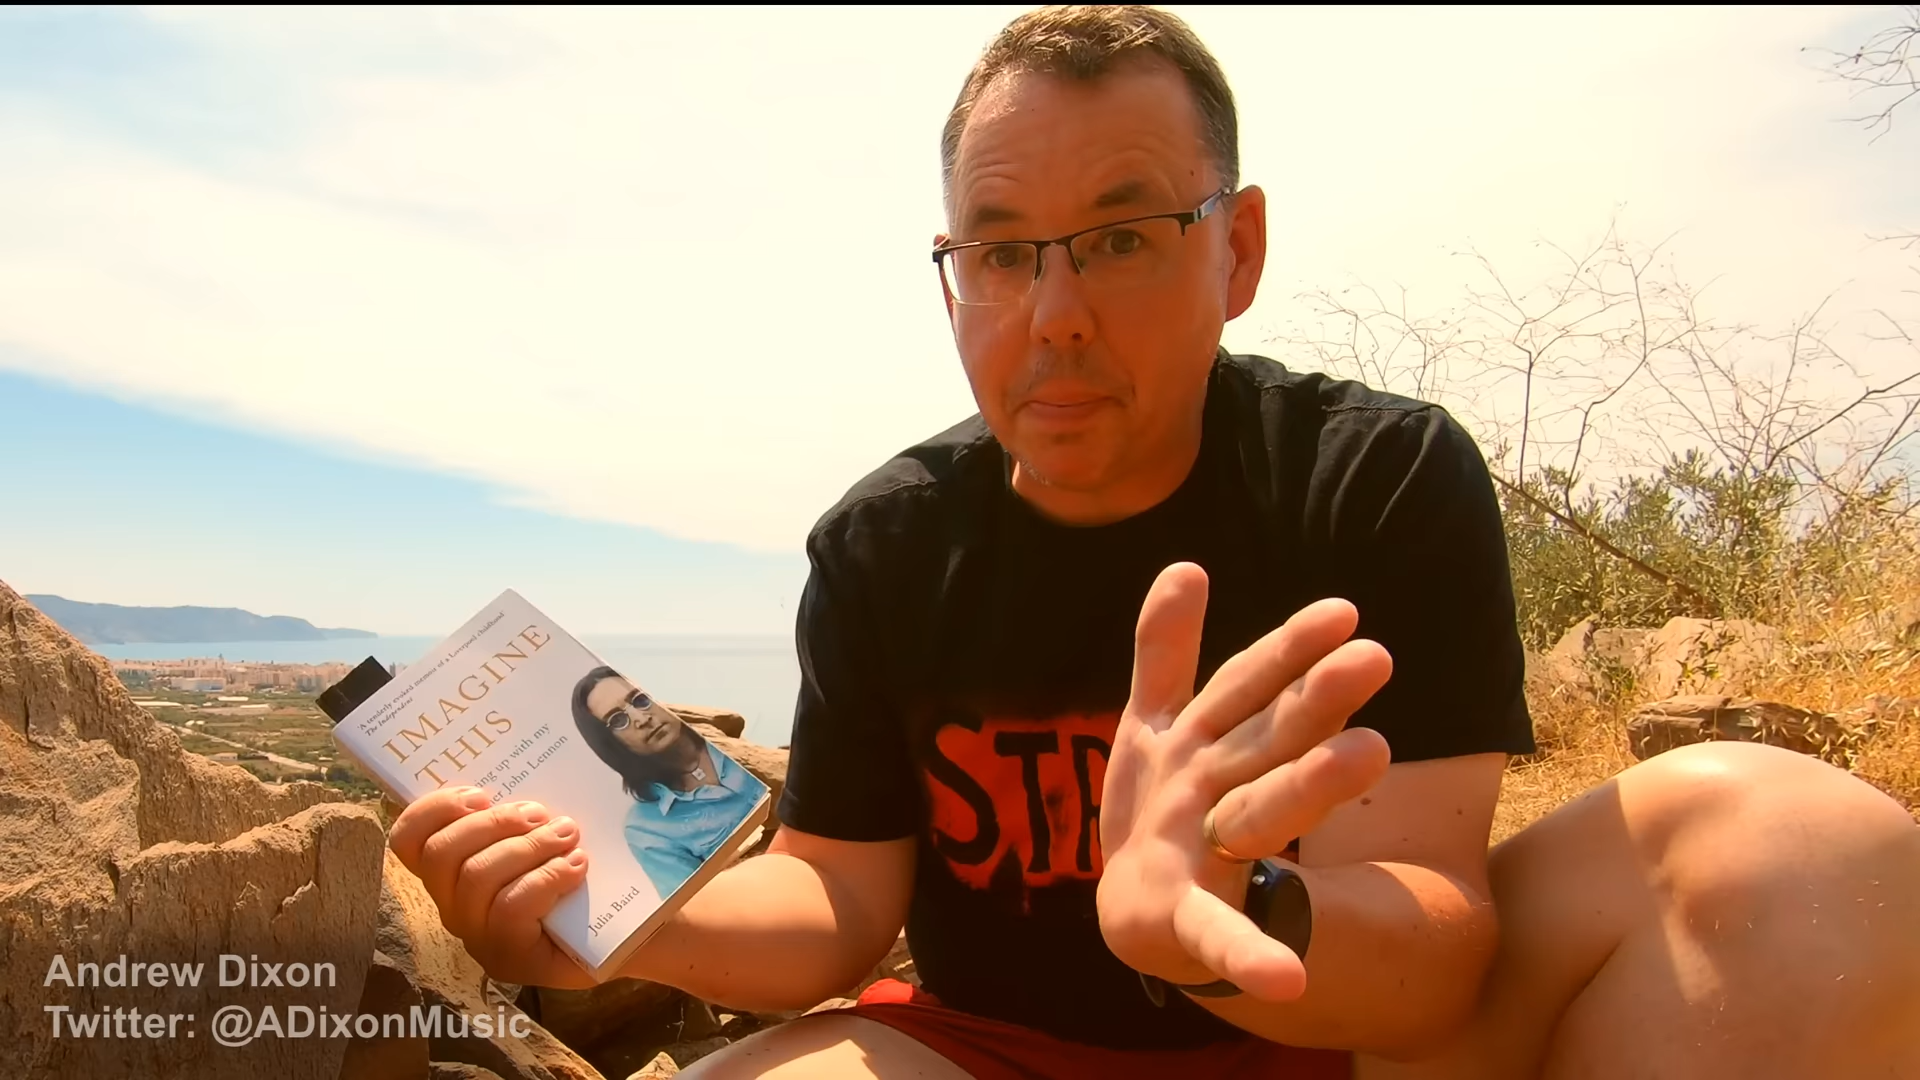 'A tenderly evoked memoir of a Liverpool childhood'
The Independent
IMAGINE
THIS
ing up with my
her John Lennon
Julia Baird
STR
Andrew Dixon
Twitter: @ADixonMusic